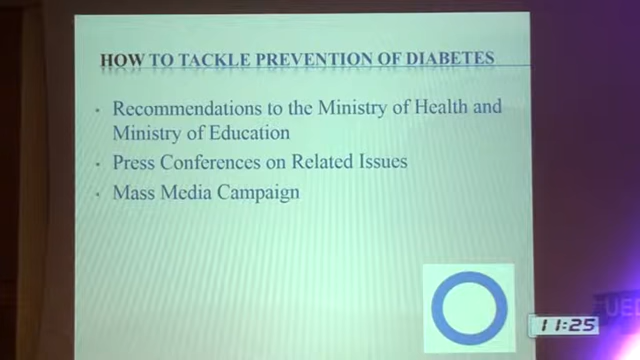 HOW TO TACKLE PREVENTION OF DIABETES
• Recommendations to the Ministry of Health and
Ministry of Education
• Press Conferences on Related Issues
• Mass Media Campaign
11:25